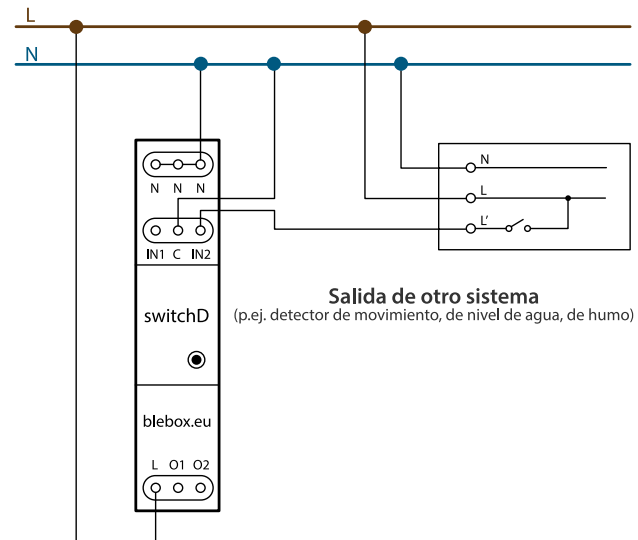 L
N
N N N
IN1 C IN2
switchD
blebox.eu
L O1 O2
N
L
L'
Salida de otro sistema
(p.ej. detector de movimiento, de nivel de agua, de humo)